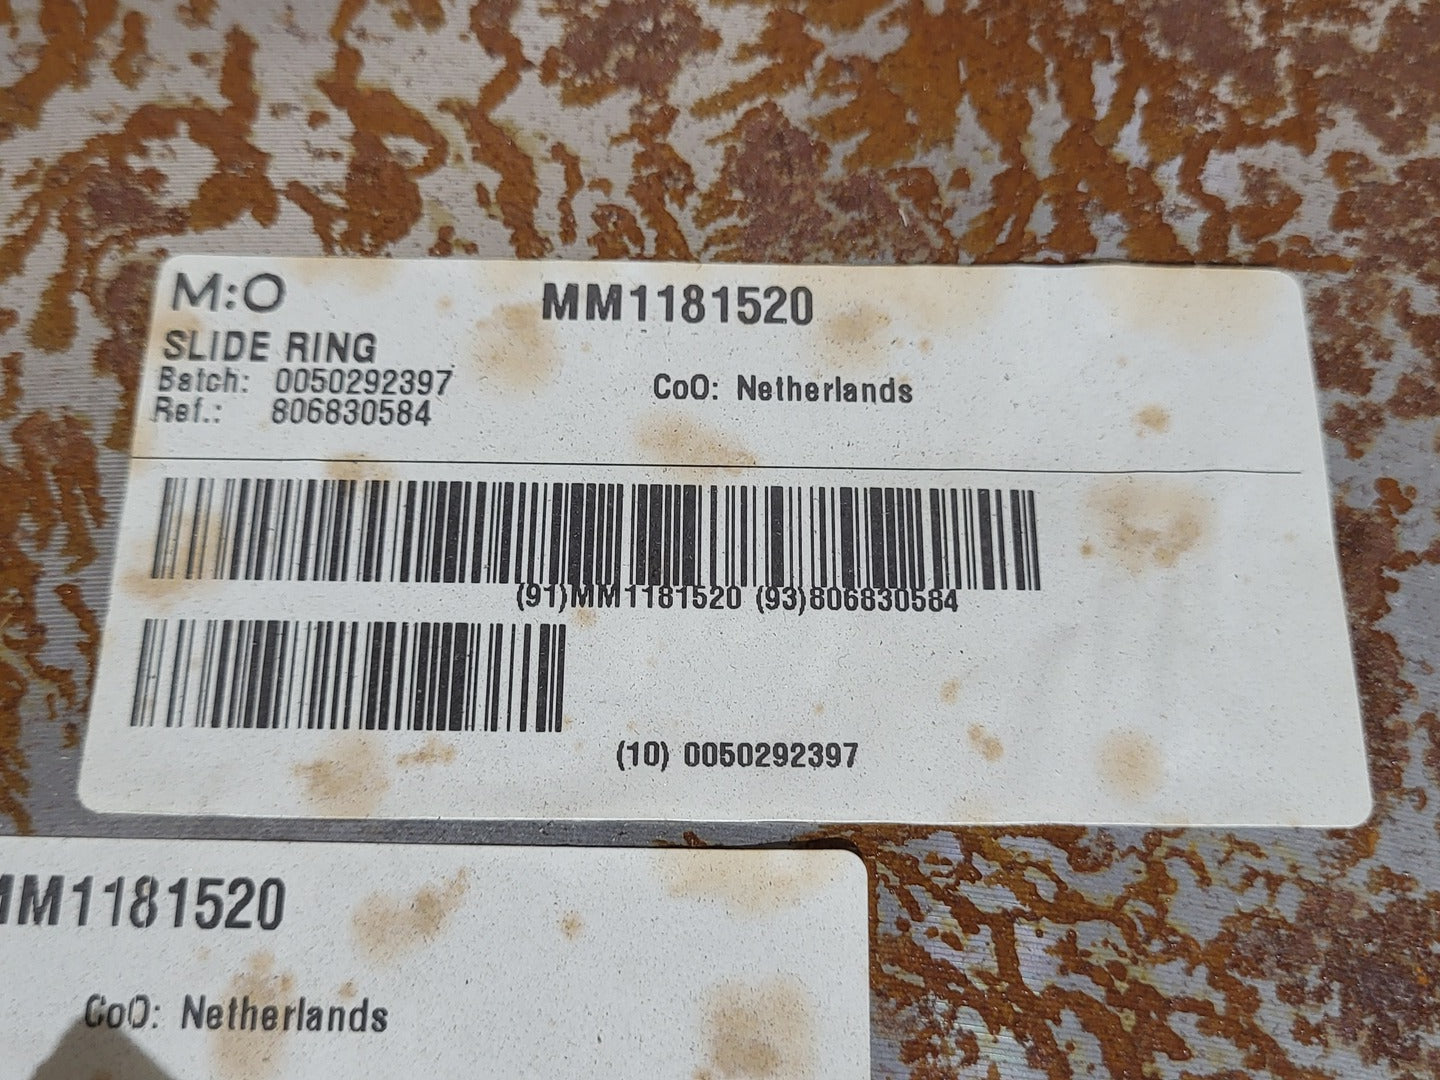 M:O
MM1181520
SLIDE RING
Batch: 0050292397
CoO: Netherlands
Ref.: 806830584
(91)MM1181520 (93)806830584
(10) 0050292397
MM1181520
CoO: Netherlands